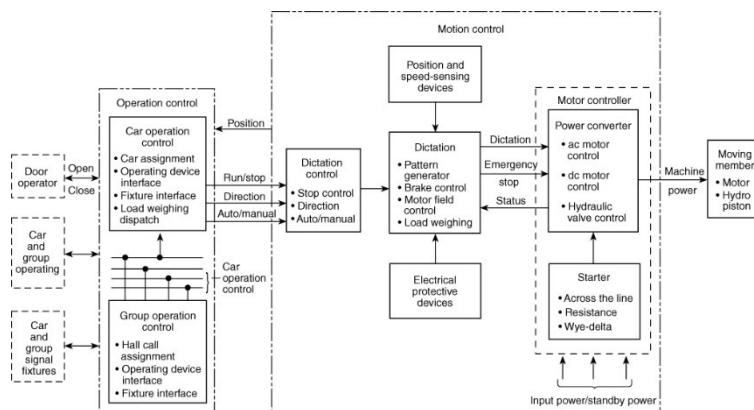 Motion control
Position and
speed-sensing
devices
Operation control
Position
Motor controller
Car operation
control
• Car assignment
• Operating device
interface
• Fixture interface
• Load weighing
dispatch
Door
operator
Open
Close
Run/stop
Direction
Auto/manual
Dictation
control
• Stop control
• Direction
• Auto/manual
Dictation
• Pattern
generator
• Brake control
• Motor field
control
• Load weighing
Dictation
Emergency
stop
Status
Power converter
• ac motor
control
• dc motor
control
• Hydraulic
valve control
Machine
power
Moving
member
• Motor
• Hydro
piston
Car and
group
operating
Car
operation
control
Electrical
protective
devices
Starter
• Across the line
• Resistance
• Wye-delta
Car
and
group
signal
fixtures
Group operation
control
• Hall call
assignment
• Operating device
interface
• Fixture interface
Input power/standby power